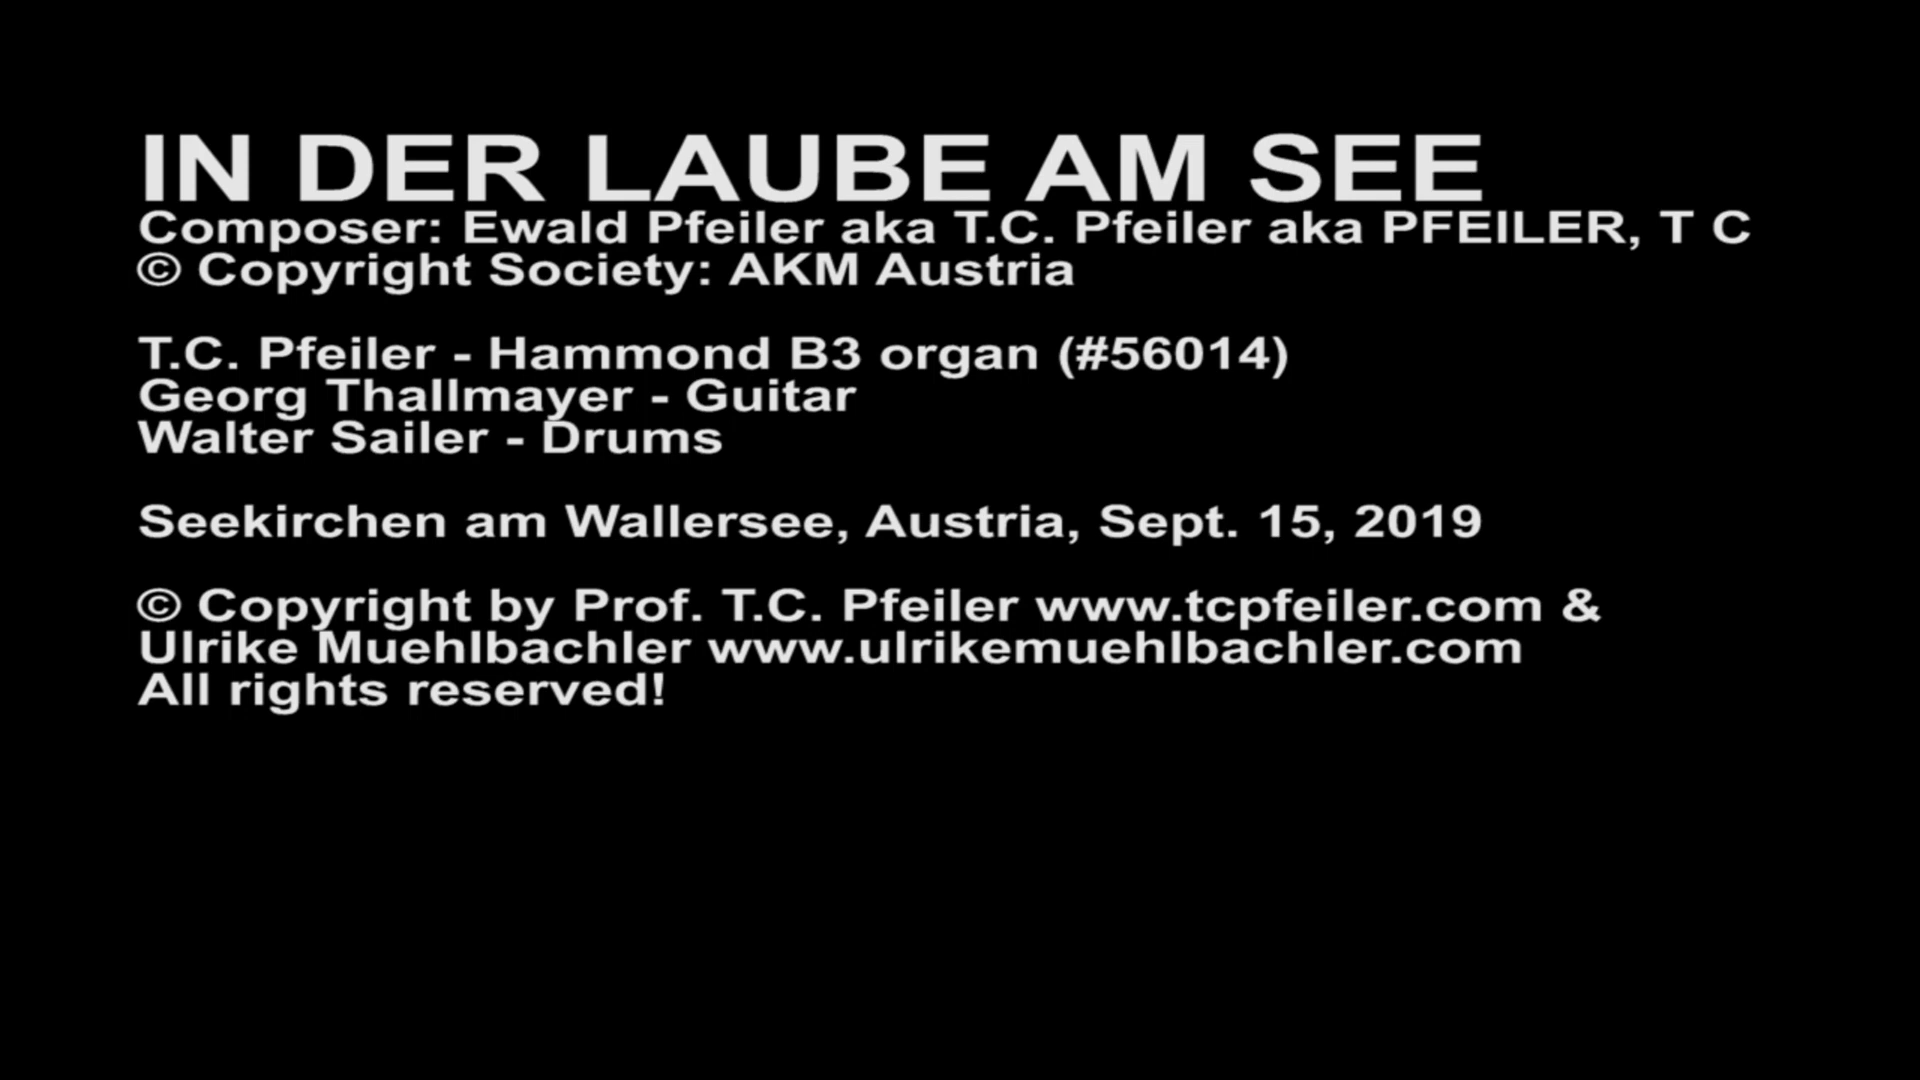 IN DER LAUBE AM SEE
Composer: Ewald Pfeiler aka T.C. Pfeiler aka PFEILER, T C
© Copyright Society: AKM Austria
T.C. Pfeiler - Hammond B3 organ (#56014)
Georg Thallmayer - Guitar
Walter Sailer - Drums
Seekirchen am Wallersee, Austria, Sept. 15, 2019
© Copyright by Prof. T.C. Pfeiler www.tcpfeiler.com &
Ulrike Muehlbachler www.ulrikemuehlbachler.com
All rights reserved!